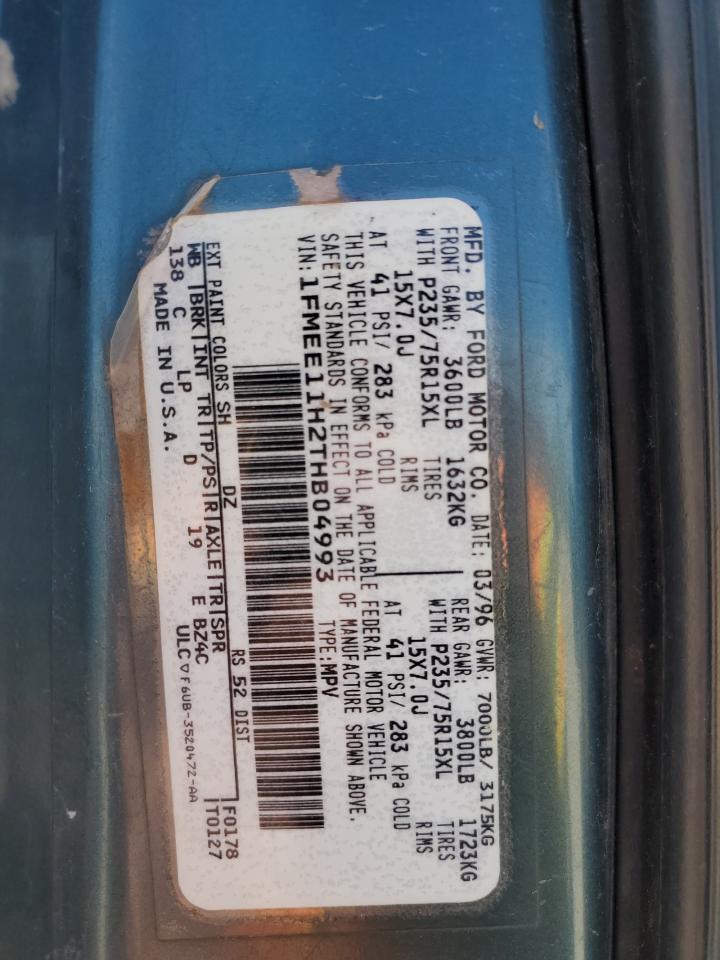 MFD. BY FORD MOTOR CO. DATE: 03/96 GVWR: 7000LB/ 3175KG
FRONT GAWR: 3600LB 1632KG REAR GAWR: 3800LB 1723KG
WITH P235/75R15XL TIRES WITH P235/75R15XL TIRES
15X7.0J RIMS 15X7.0J RIMS
AT 41 PSI/ 283 kPa COLD AT 41 PSI/ 283 kPa COLD
THIS VEHICLE CONFORMS TO ALL APPLICABLE FEDERAL MOTOR VEHICLE
SAFETY STANDARDS IN EFFECT ON THE DATE OF MANUFACTURE SHOWN ABOVE.
VIN:1FMEE11H2THB04993 TYPE:MPV
F0178
T0127
EXT PAINT COLORS SH DZ RS 52 DIST
WB |BRK|INT TR|TP/PS|R|AXLE|TR|SPR
138 C LP D 19 E BZ4C
MADE IN U.S.A. ULC ▽ F6UB-3520472-AA